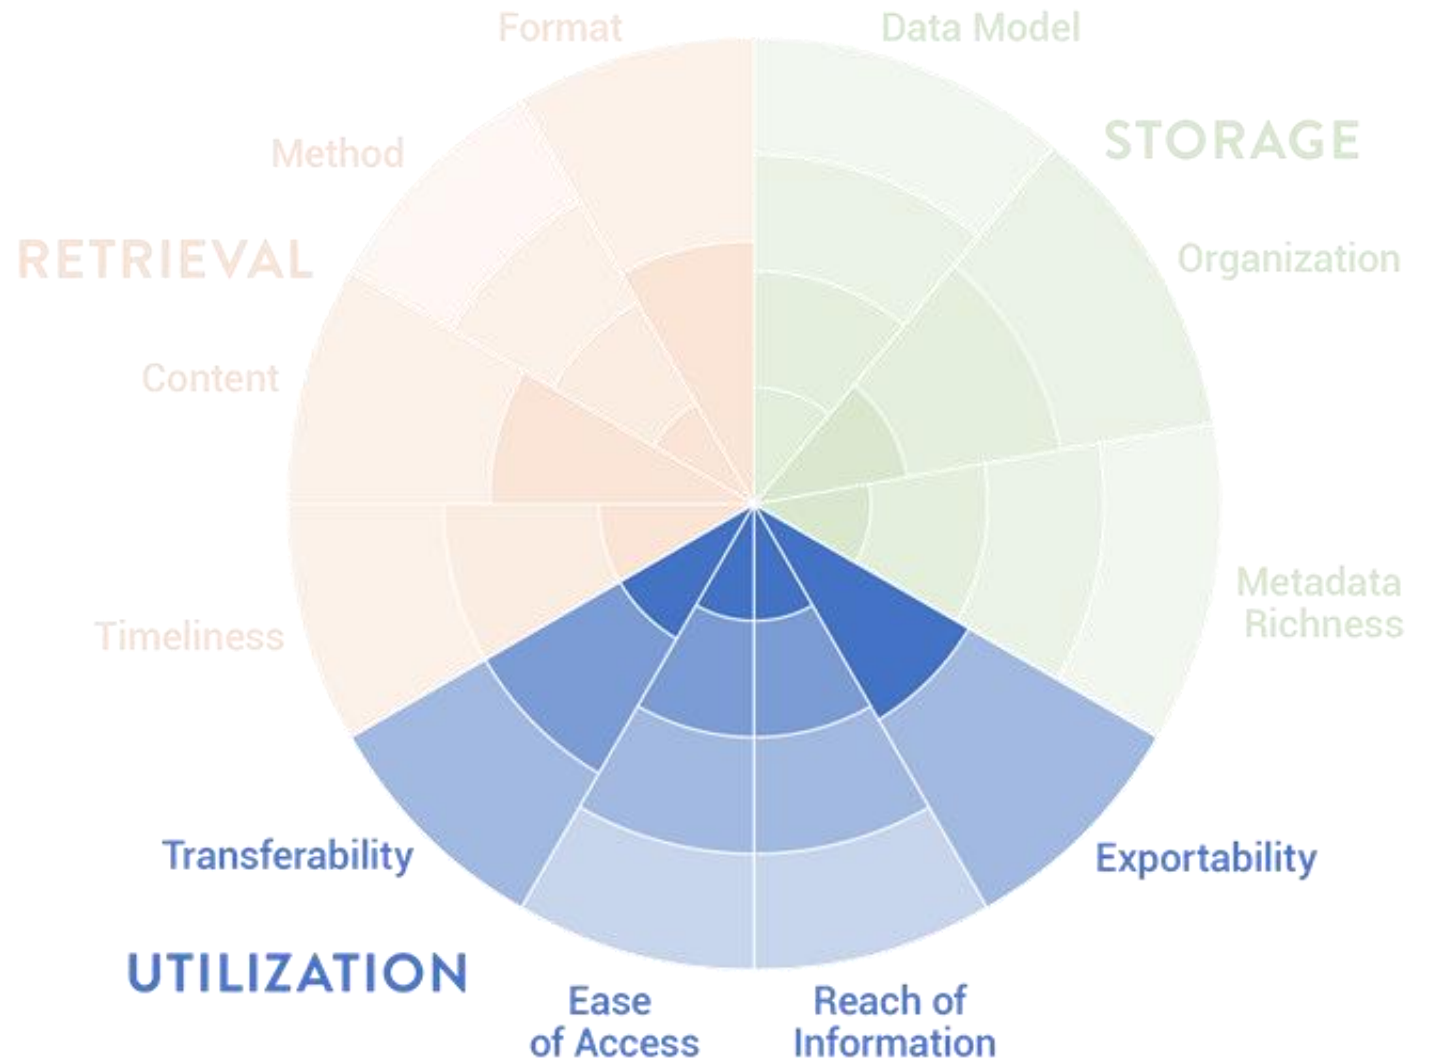 Format
Data Model
Method
STORAGE
RETRIEVAL
Organization
Content
Metadata
Richness
Timeliness
Transferability
Exportability
UTILIZATION
Ease
of Access
Reach of
Information